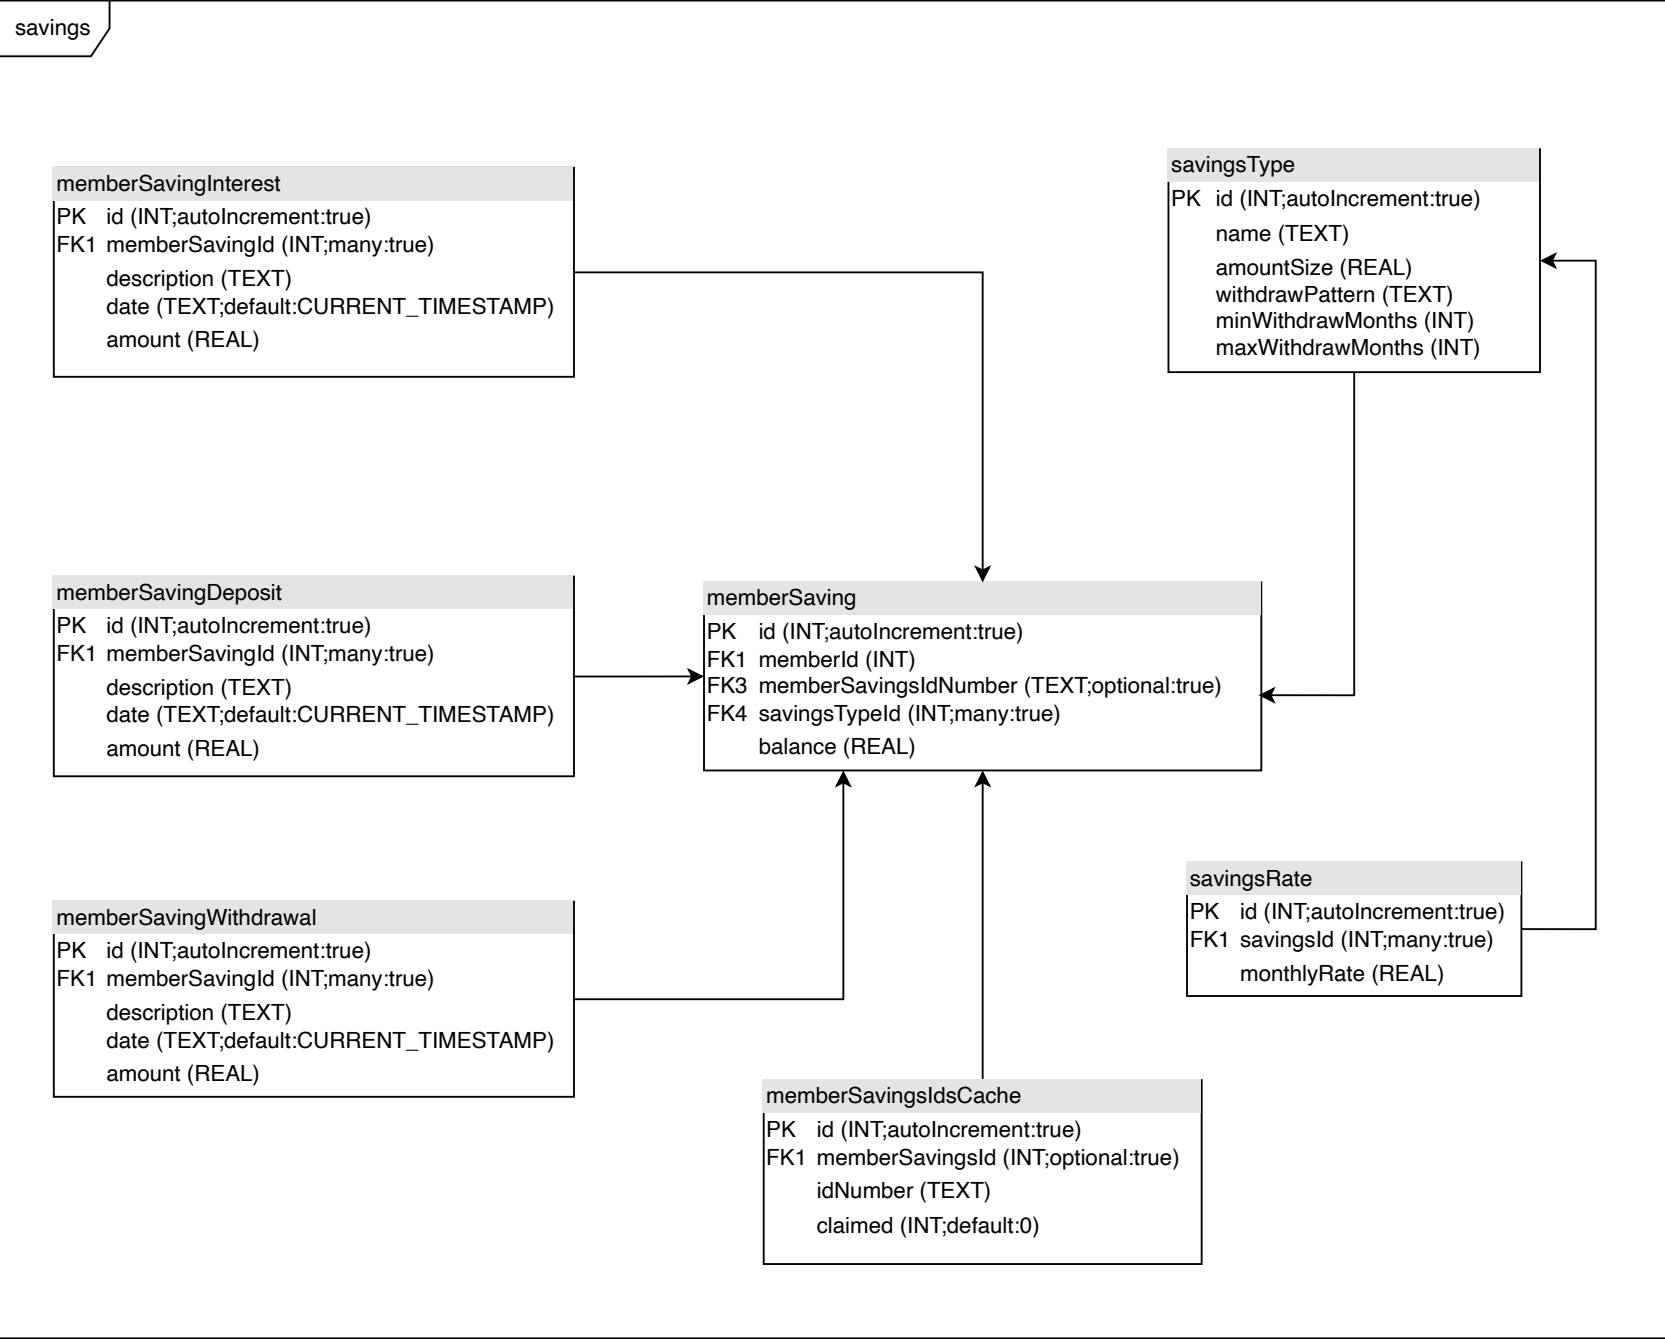 savings
memberSavingInterest
PK id (INT;autoIncrement:true)
FK1 memberSavingId (INT;many:true)
description (TEXT)
date (TEXT;default:CURRENT_TIMESTAMP)
amount (REAL)
savingsType
PK id (INT;autoIncrement:true)
name (TEXT)
amountSize (REAL)
withdrawPattern (TEXT)
minWithdrawMonths (INT)
maxWithdrawMonths (INT)
memberSavingDeposit
PK id (INT;autoIncrement:true)
FK1 memberSavingId (INT;many:true)
description (TEXT)
date (TEXT;default:CURRENT_TIMESTAMP)
amount (REAL)
memberSaving
PK id (INT;autoIncrement:true)
FK1 memberId (INT)
FK3 memberSavingsIdNumber (TEXT;optional:true)
FK4 savingsTypeId (INT;many:true)
balance (REAL)
savingsRate
PK id (INT;autoIncrement:true)
FK1 savingsId (INT;many:true)
monthlyRate (REAL)
memberSavingWithdrawal
PK id (INT;autoIncrement:true)
FK1 memberSavingId (INT;many:true)
description (TEXT)
date (TEXT;default:CURRENT_TIMESTAMP)
amount (REAL)
memberSavingsIdsCache
PK id (INT;autoIncrement:true)
FK1 memberSavingsId (INT;optional:true)
idNumber (TEXT)
claimed (INT;default:0)